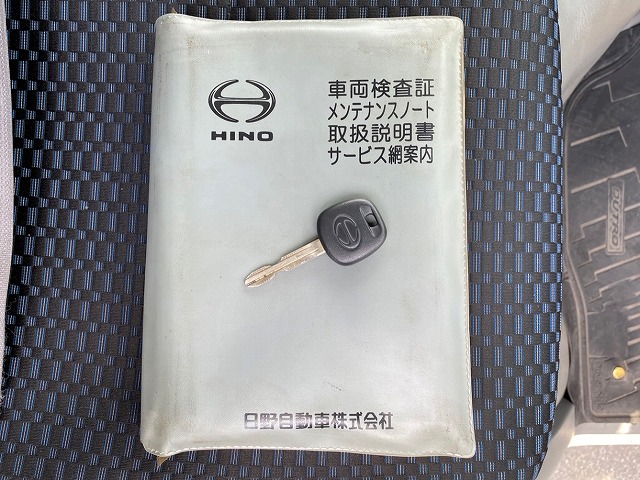 HINO
車両検査証
メンテナンスノート
取扱説明書
サービス網案内
日野自動車株式会社
DUTRO